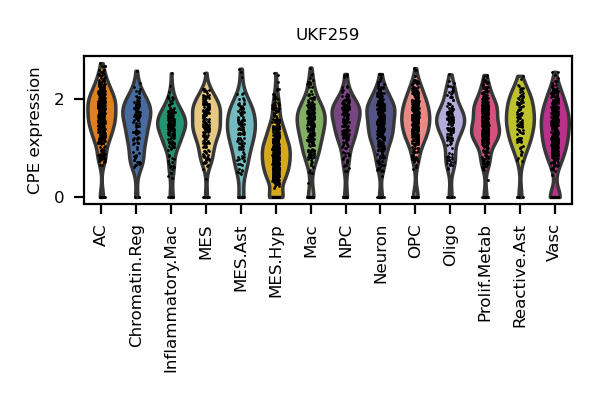 UKF259
CPE expression
2
0
AC
Chromatin.Reg
Inflammatory.Mac
MES
MES.Ast
MES.Hyp
Mac
NPC
Neuron
OPC
Oligo
Prolif.Metab
Reactive.Ast
Vasc